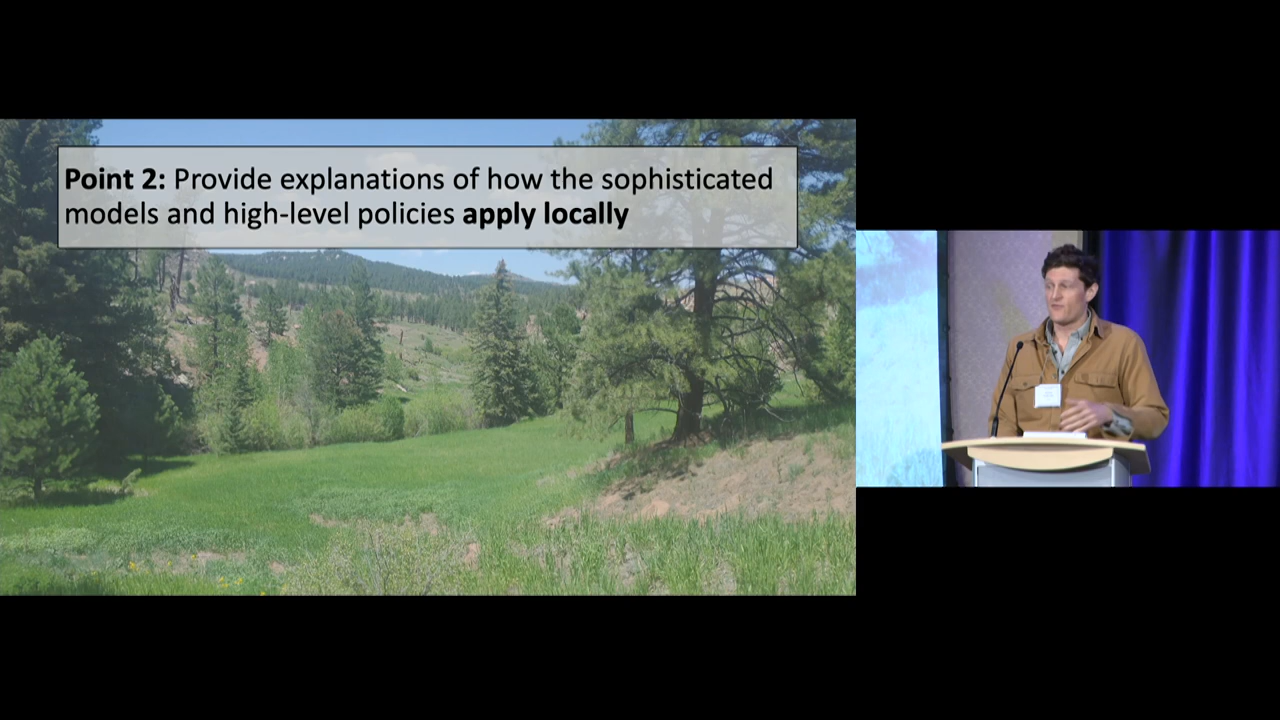 Point 2: Provide explanations of how the sophisticated
models and high-level policies apply locally